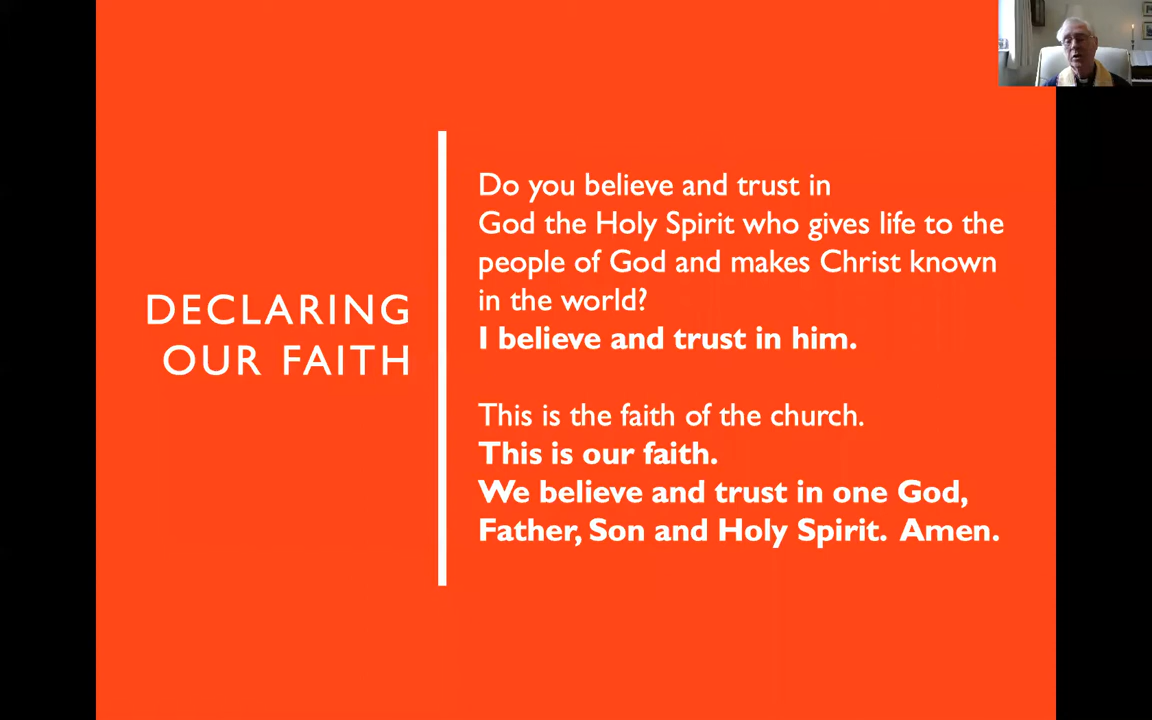 DECLARING
OUR FAITH
Do you believe and trust in
God the Holy Spirit who gives life to the
people of God and makes Christ known
in the world?
I believe and trust in him.
This is the faith of the church.
This is our faith.
We believe and trust in one God,
Father, Son and Holy Spirit. Amen.